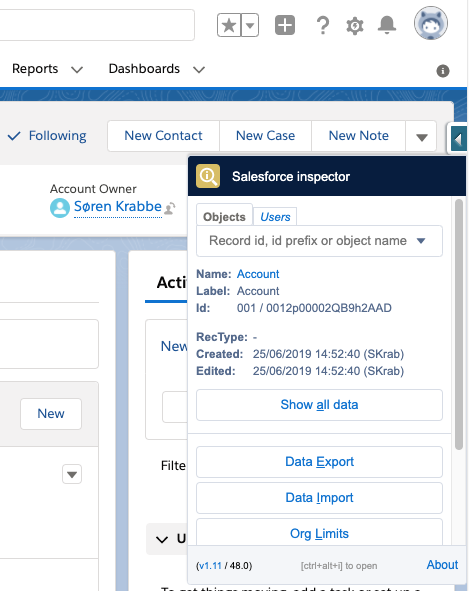 Reports
Dashboards
Following
New Contact
New Case
New Note
Account Owner
Søren Krabbe
Salesforce inspector
Objects
Users
Record id, id prefix or object name
Name: Account
Label: Account
Id: 001 / 0012p00002QB9h2AAD
RecType: -
Created: 25/06/2019 14:52:40 (SKrab)
Edited: 25/06/2019 14:52:40 (SKrab)
Show all data
Data Export
Data Import
Org Limits
(v1.11 / 48.0)
[ctrl+alt+i] to open
About
Acti
New
New
Filte
U